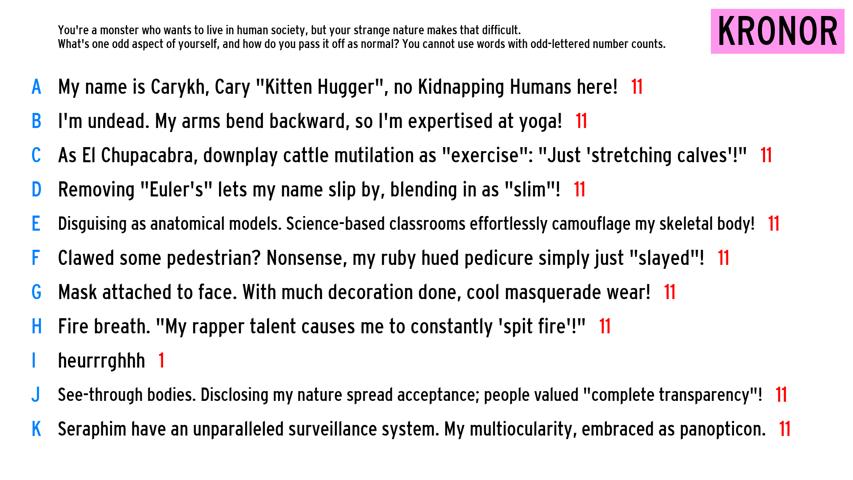 You're a monster who wants to live in human society, but your strange nature makes that difficult.
What's one odd aspect of yourself, and how do you pass it off as normal? You cannot use words with odd-lettered number counts.
KRONOR
A My name is Carykh, Cary "Kitten Hugger", no Kidnapping Humans here! 11
B I'm undead. My arms bend backward, so I'm expertised at yoga! 11
C As El Chupacabra, downplay cattle mutilation as "exercise": "Just 'stretching calves'!" 11
D Removing "Euler's" lets my name slip by, blending in as "slim"! 11
E Disguising as anatomical models. Science-based classrooms effortlessly camouflage my skeletal body! 11
F Clawed some pedestrian? Nonsense, my ruby hued pedicure simply just "slayed"! 11
G Mask attached to face. With much decoration done, cool masquerade wear! 11
H Fire breath. "My rapper talent causes me to constantly 'spit fire'!" 11
I heurrrghhh 1
J See-through bodies. Disclosing my nature spread acceptance; people valued "complete transparency"! 11
K Seraphim have an unparalleled surveillance system. My multiocularity, embraced as panopticon. 11